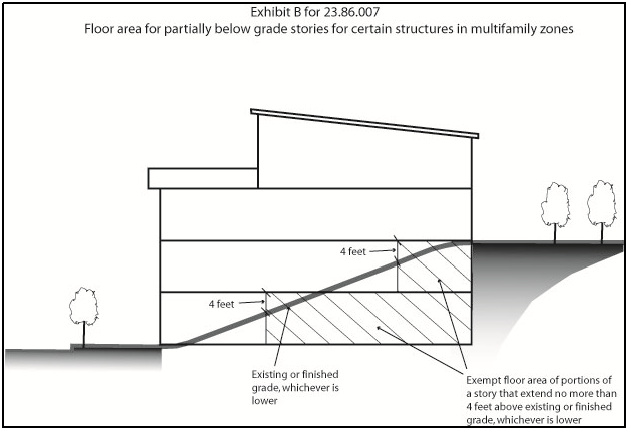 Exhibit B for 23.86.007
Floor area for partially below grade stories for certain structures in multifamily zones
4 feet
4 feet
Existing or finished
grade, whichever is
lower
Exempt floor area of portions of
a story that extend no more than
4 feet above existing or finished
grade, whichever is lower